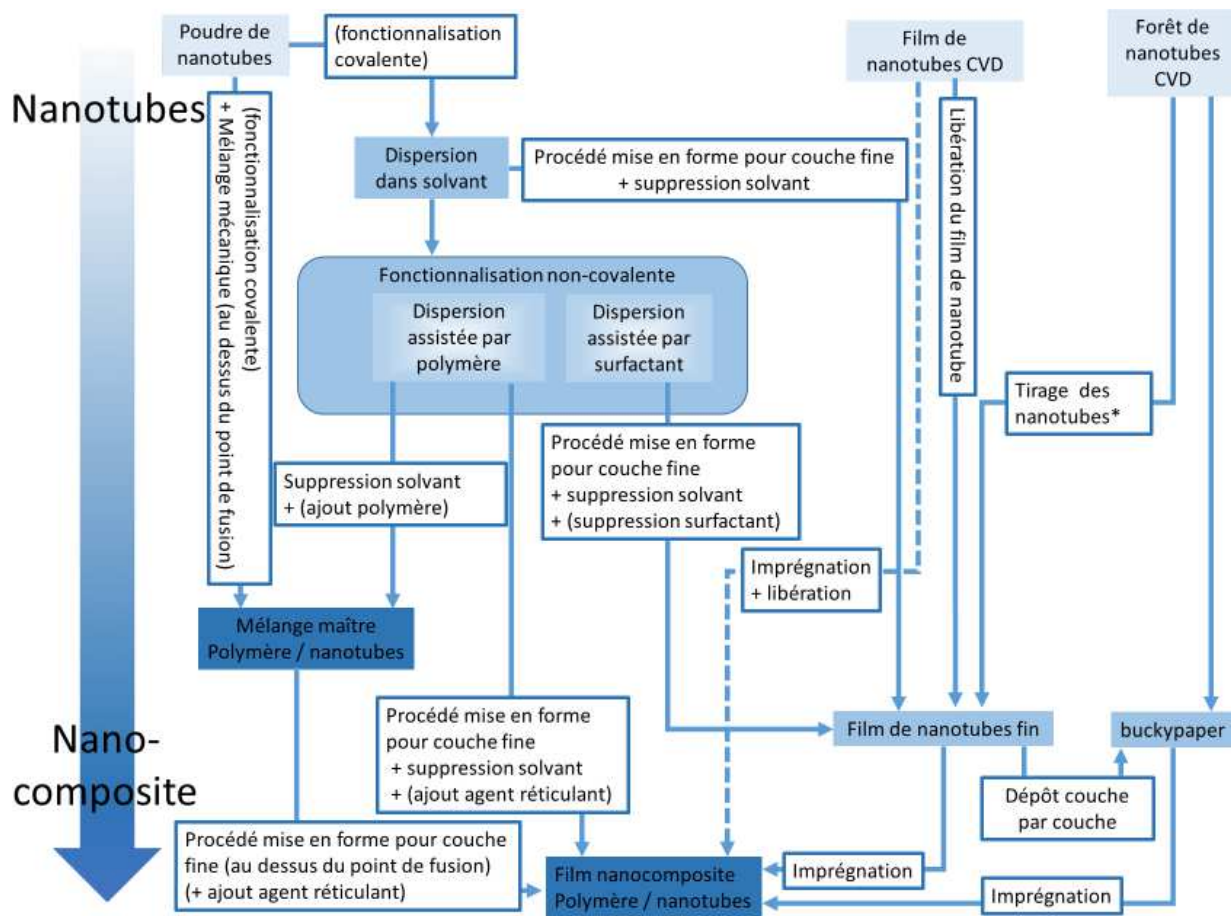 Poudre de
nanotubes
(fonctionnalisation
covalente)
Film de
nanotubes CVD
Forêt de
nanotubes
CVD
Nanotubes
(fonctionnalisation covalente)
+ Mélange mécanique (au dessus du point de fusion)
Dispersion
dans solvant
Procédé mise en forme pour couche fine
+ suppression solvant
Libération du film de nanotube
Fonctionnalisation non-covalente
Dispersion
assistée par
polymère
Dispersion
assistée par
surfactant
Tirage des
nanotubes*
Suppression solvant
+ (ajout polymère)
Procédé mise en forme
pour couche fine
+ suppression solvant
+ (suppression surfactant)
Imprégnation
+ libération
Mélange maître
Polymère / nanotubes
Procédé mise en forme
pour couche fine
+ suppression solvant
+ (ajout agent réticulant)
Film de nanotubes fin
buckypaper
Nano-
composite
Dépôt couche
par couche
Procédé mise en forme pour couche
fine (au dessus du point de fusion)
(+ ajout agent réticulant)
Film nanocomposite
Polymère / nanotubes
Imprégnation
Imprégnation